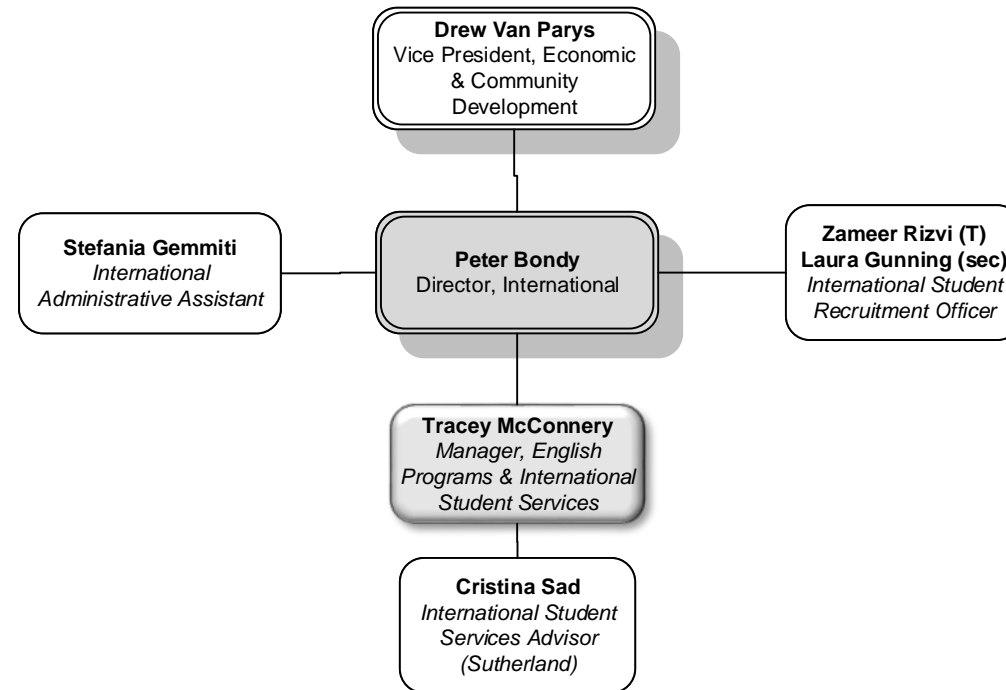 Drew Van Parys
Vice President, Economic
& Community
Development
Stefania Gemmiti
International
Administrative Assistant
Peter Bondy
Director, International
Zameer Rizvi (T)
Laura Gunning (sec)
International Student
Recruitment Officer
Tracey McConnery
Manager, English
Programs & International
Student Services
Cristina Sad
International Student
Services Advisor
(Sutherland)